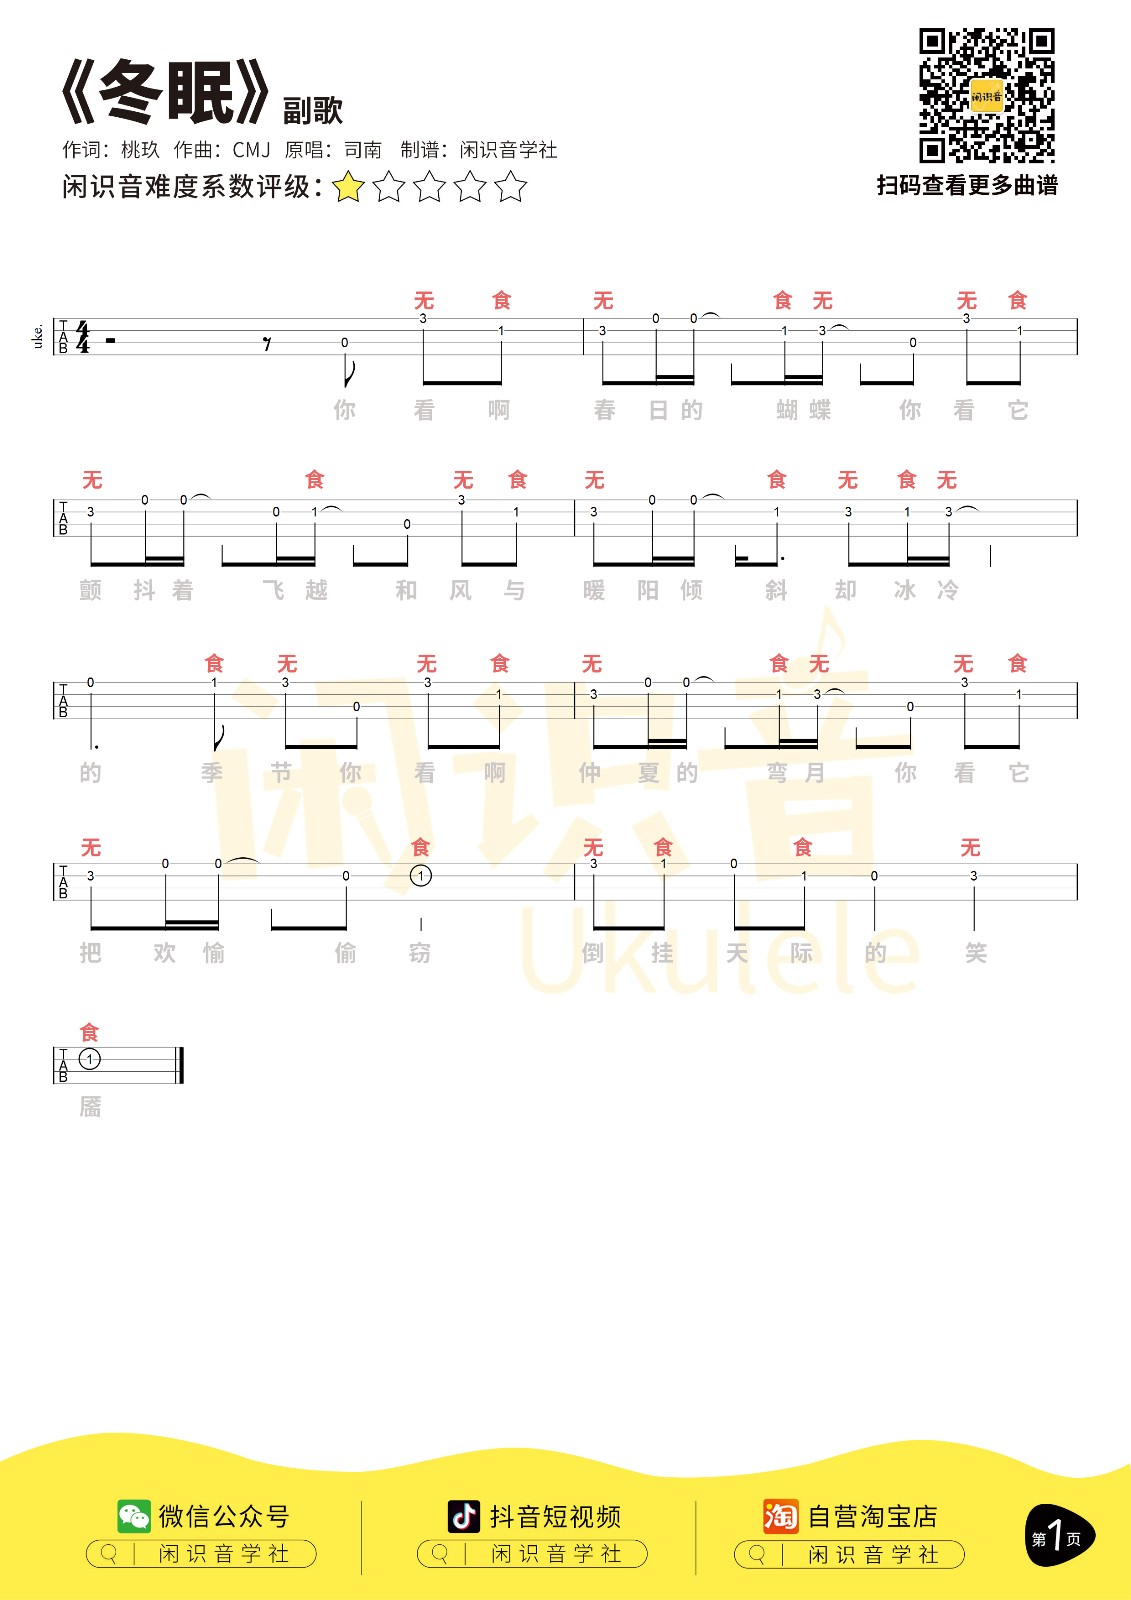 《冬眠》 副歌
作词：桃玖 作曲：CMJ 原唱：司南 制谱：闲识音学社
闲识音难度系数评级：
闲识音
扫码查看更多曲谱
无 食 无 食 无 无 食
uke. TAB 4/4 0 3 1 3 0 0 1 3 0 3 1
你 看 啊 春 日 的 蝴 蝶 你 看 它
无 食 无 食 无 食 无 食 无
TAB 3 0 0 0 1 0 3 1 3 0 0 1 3 1 3
颤 抖 着 飞 越 和 风 与 暖 阳 倾 斜 却 冰 冷
食 无 无 食 无 食 无 无 食
TAB 0 1 3 0 3 1 3 0 0 1 3 0 3 1
的 季 节 你 看 啊 仲 夏 的 弯 月 你 看 它
无 食 无 食 食 无
TAB 3 0 0 0 1 3 1 0 1 0 3
把 欢 愉 偷 窃 倒 挂 天 际 的 笑
食
TAB 1
靥
闲识音
Ukulele
微信公众号 抖音短视频 自营淘宝店
闲识音学社 闲识音学社 闲识音学社
淘
第1页